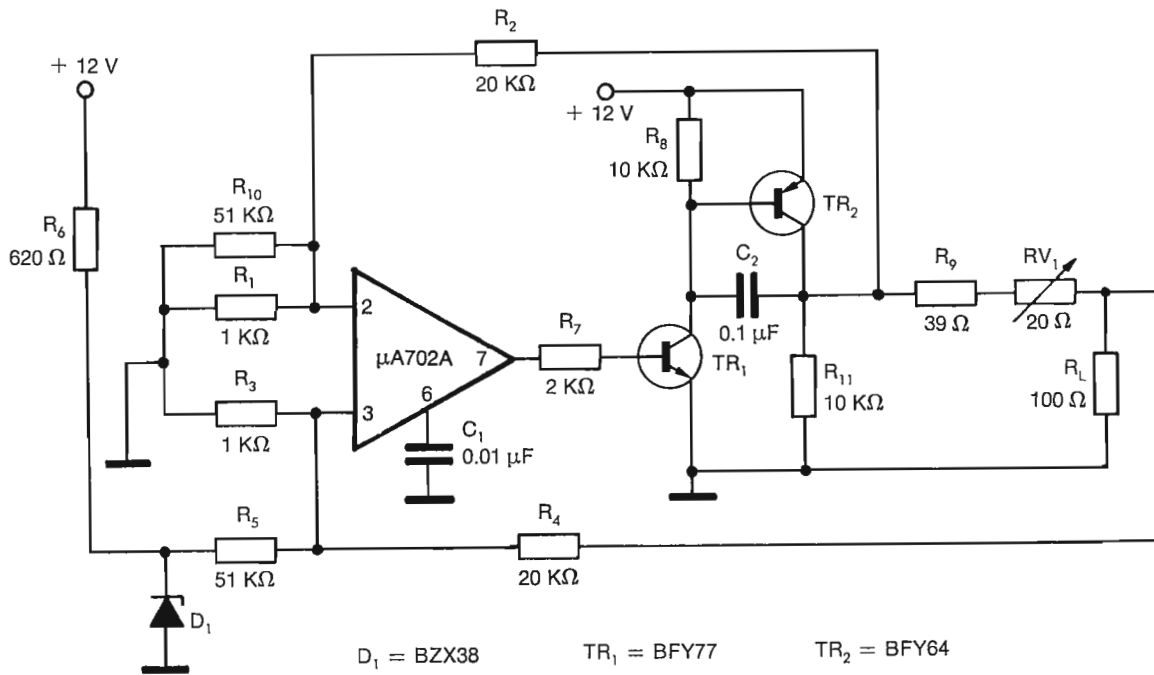 R2
20 KΩ
+ 12 V
+ 12 V
R8
10 KΩ
TR2
R10
51 KΩ
R6
620 Ω
R1
1 KΩ
2
μA702A
7
R7
2 KΩ
TR1
C2
0.1 μF
R9
39 Ω
RV1
20 Ω
R3
1 KΩ
3
6
C1
0.01 μF
R11
10 KΩ
RL
100 Ω
R5
51 KΩ
R4
20 KΩ
D1
D1 = BZX38
TR1 = BFY77
TR2 = BFY64